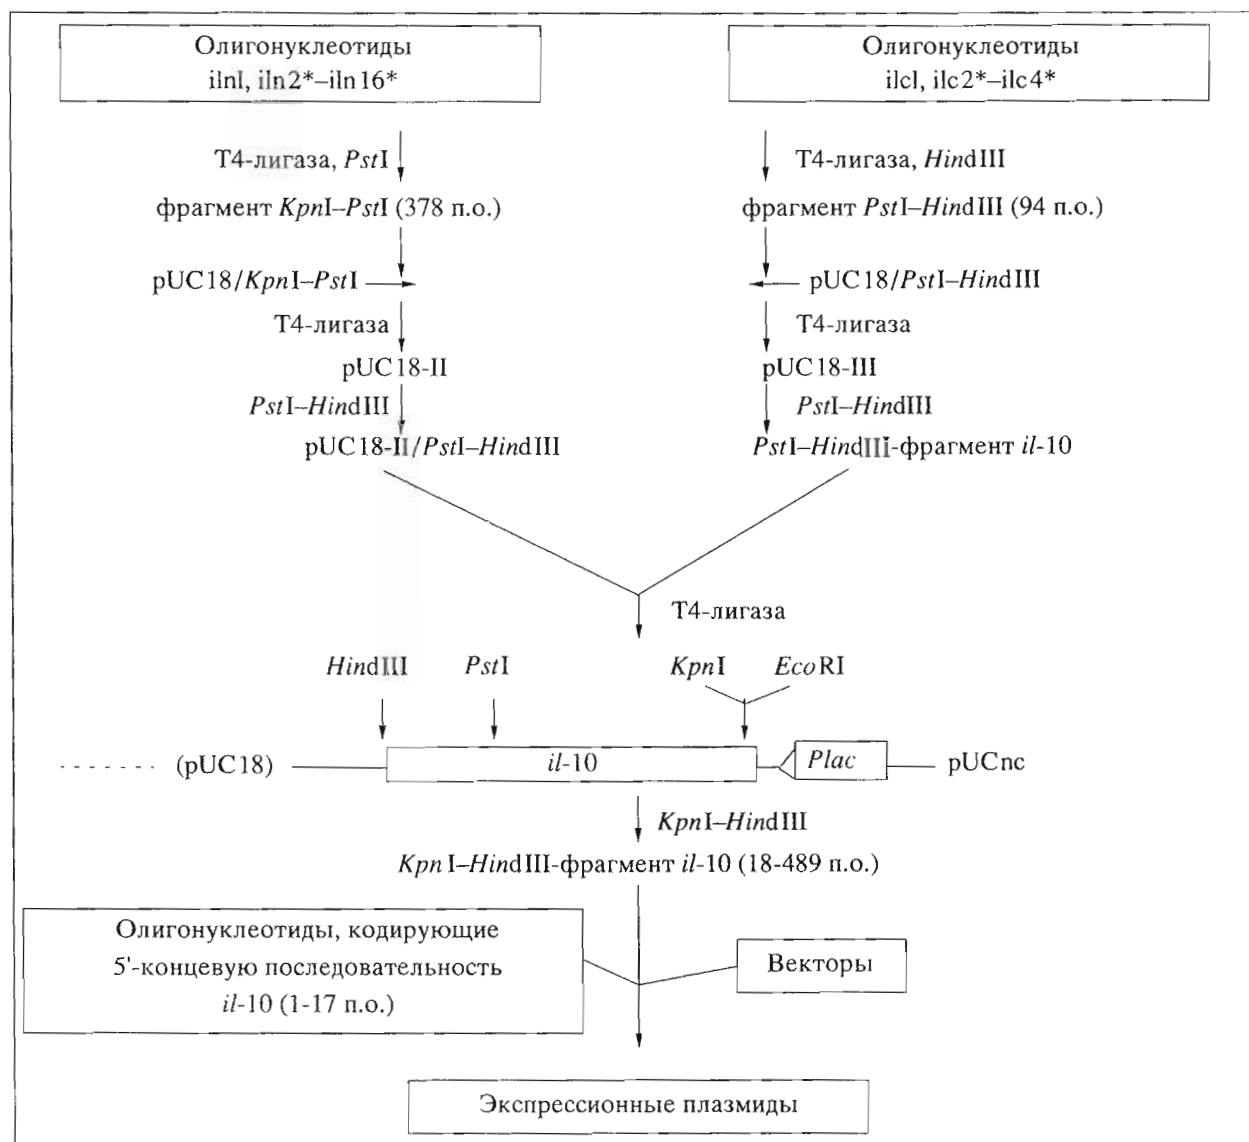 Олигонуклеотиды
ilnl, iln2*–iln16*
Олигонуклеотиды
ilcl, ilc2*–ilc4*
Т4-лигаза, PstI
Т4-лигаза, HindIII
фрагмент KpnI–PstI (378 п.о.)
фрагмент PstI–HindIII (94 п.о.)
pUC18/KpnI–PstI
pUC18/PstI–HindIII
Т4-лигаза
Т4-лигаза
pUC18-II
pUC18-III
PstI–HindIII
PstI–HindIII
pUC18-II/PstI–HindIII
PstI–HindIII-фрагмент il-10
Т4-лигаза
HindIII PstI KpnI EcoRI
(pUC18) il-10 Plac pUCnc
KpnI–HindIII
KpnI–HindIII-фрагмент il-10 (18-489 п.о.)
Олигонуклеотиды, кодирующие
5'-концевую последовательность
il-10 (1-17 п.о.)
Векторы
Экспрессионные плазмиды